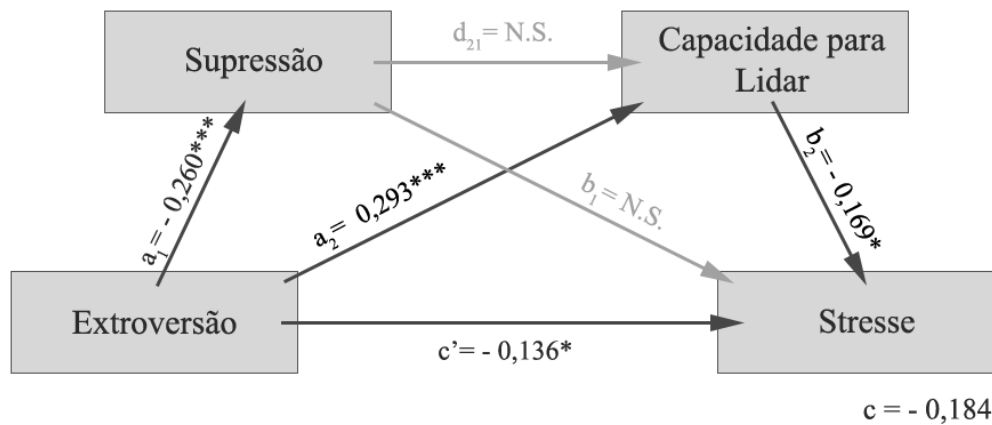 d21= N.S.
Supressão
Capacidade para
Lidar
a1= - 0,260***
a2= 0,293***
b1= N.S.
b2= - 0,169*
Extroversão
Stresse
c’= - 0,136*
c = - 0,184